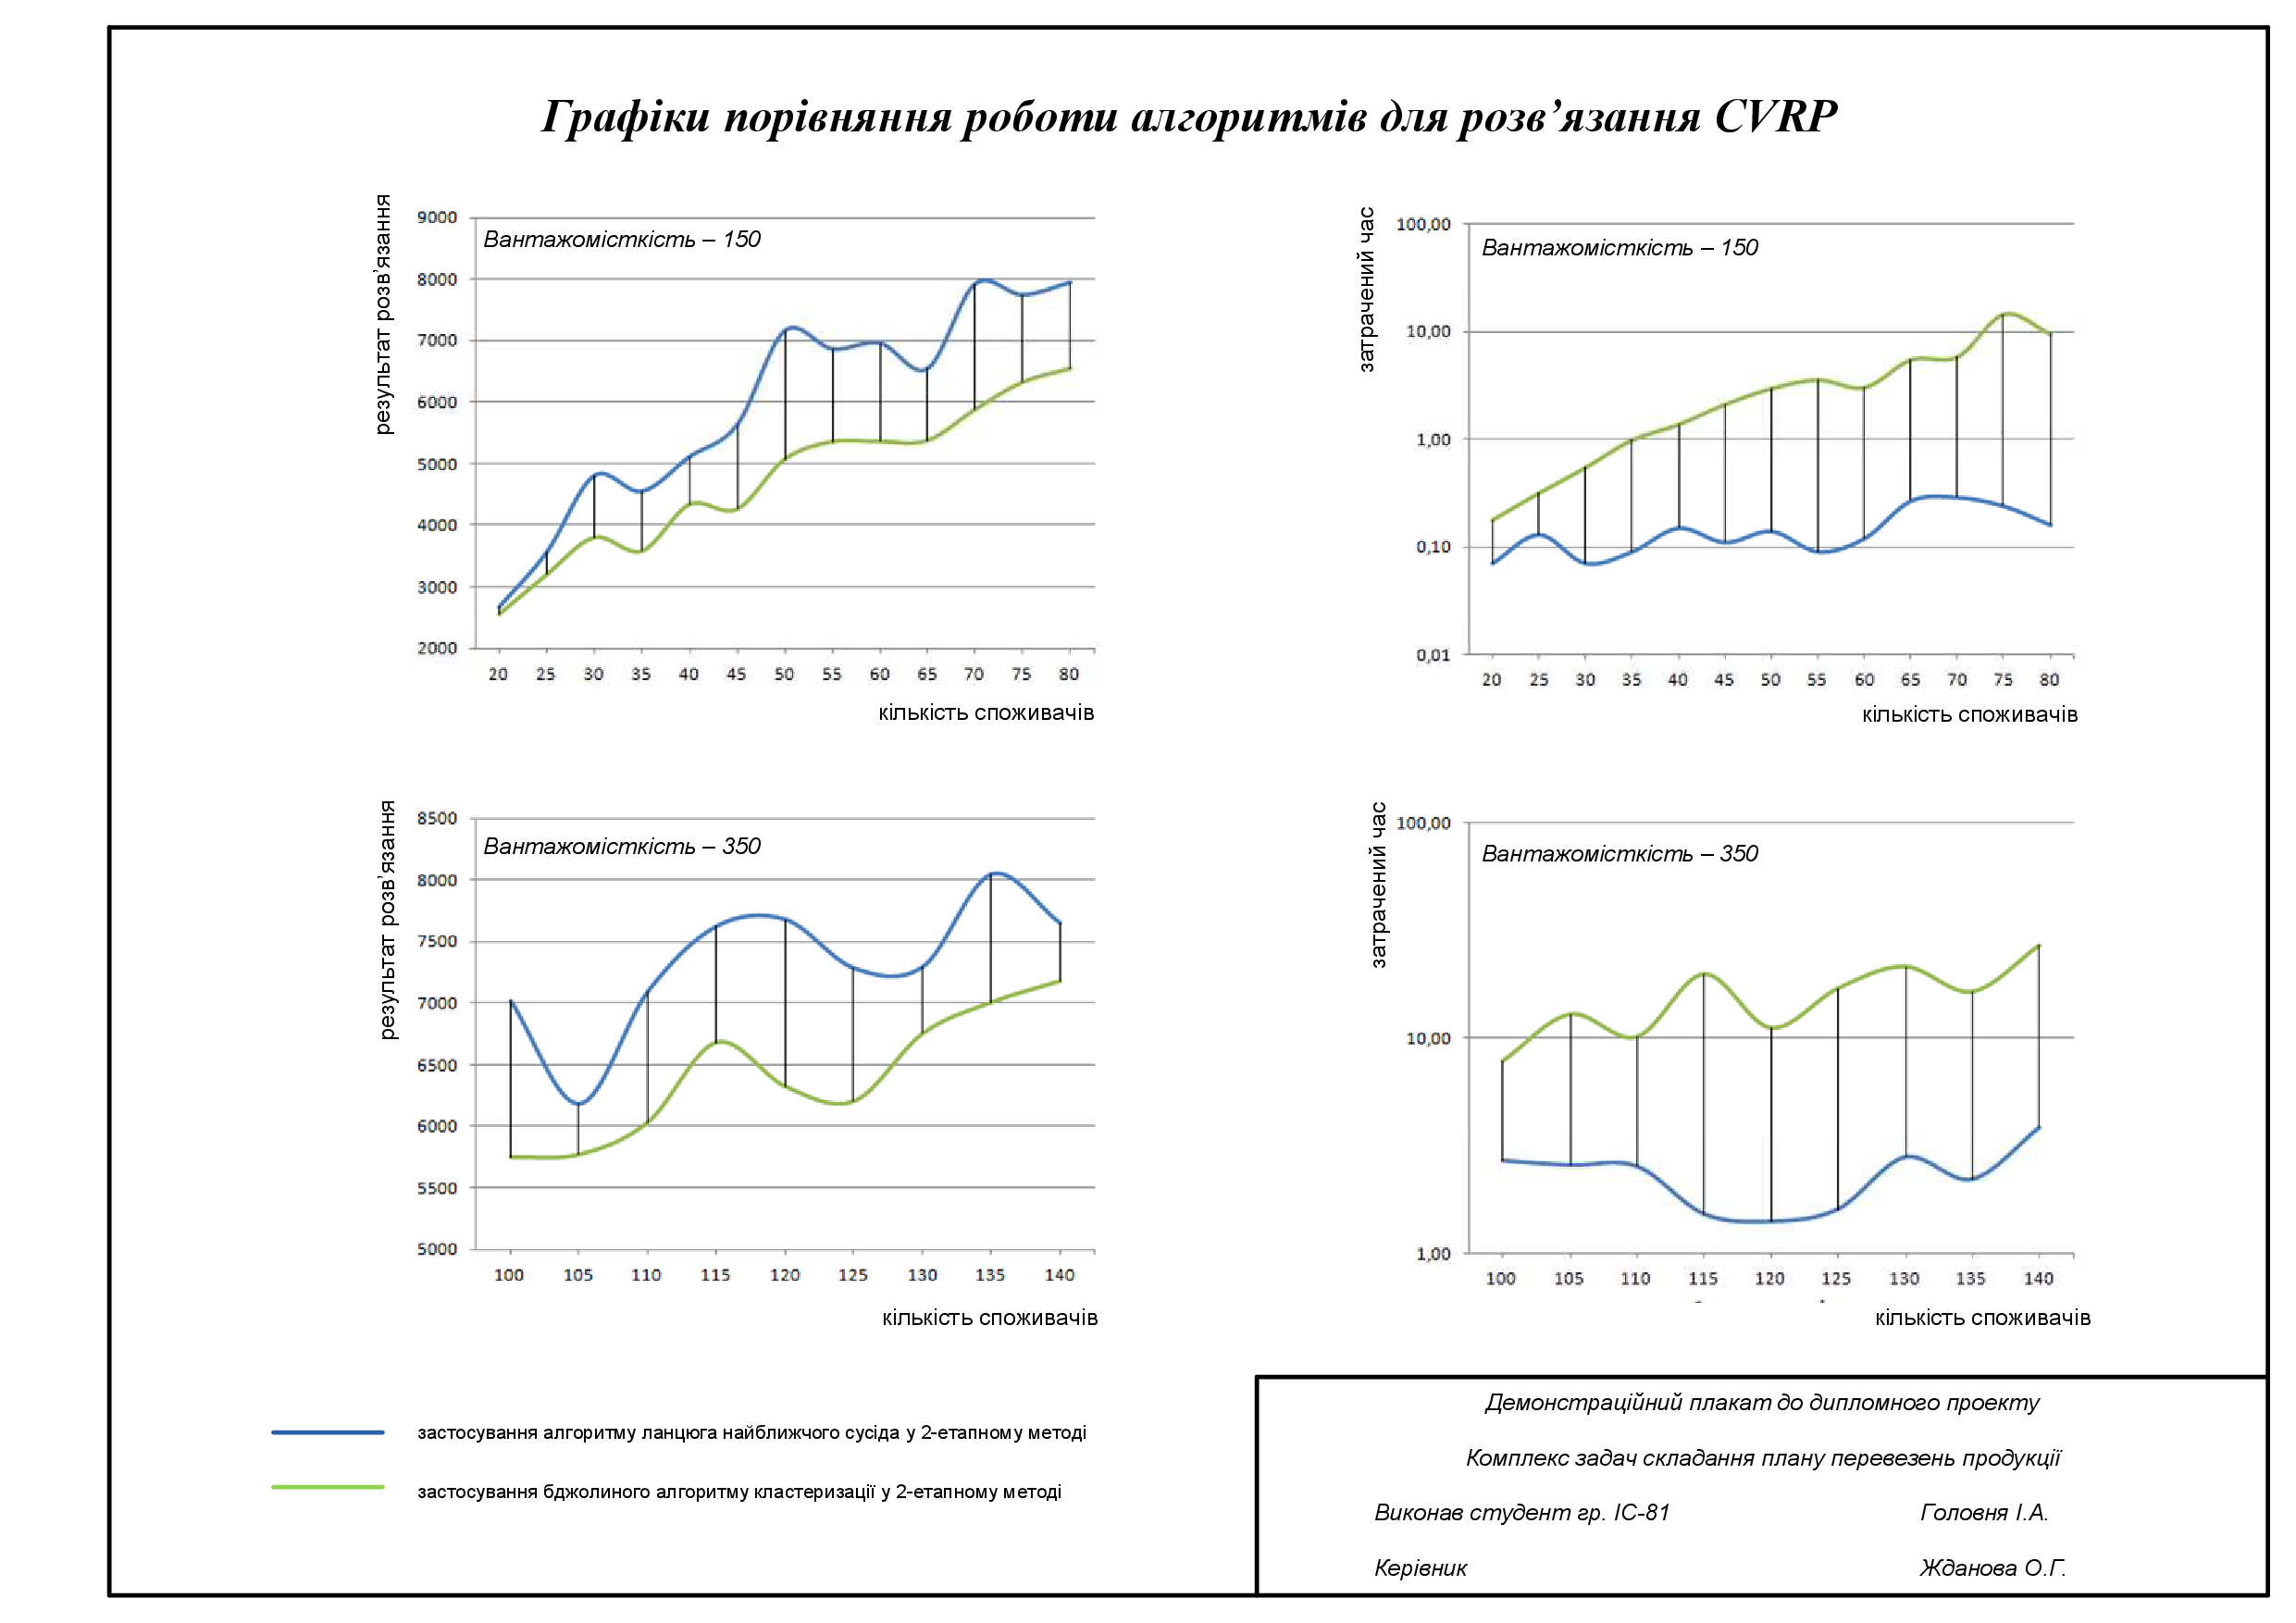 Графіки порівняння роботи алгоритмів для розв’язання CVRP
результат розв’язання
9000
8000
7000
6000
5000
4000
3000
2000
Вантажомісткість – 150
20 25 30 35 40 45 50 55 60 65 70 75 80
кількість споживачів
затрачений час
100,00
10,00
1,00
0,10
0,01
Вантажомісткість – 150
20 25 30 35 40 45 50 55 60 65 70 75 80
кількість споживачів
результат розв’язання
8500
8000
7500
7000
6500
6000
5500
5000
Вантажомісткість – 350
100 105 110 115 120 125 130 135 140
кількість споживачів
затрачений час
100,00
10,00
1,00
Вантажомісткість – 350
100 105 110 115 120 125 130 135 140
кількість споживачів
застосування алгоритму ланцюга найближчого сусіда у 2-етапному методі
застосування бджолиного алгоритму кластеризації у 2-етапному методі
Демонстраційний плакат до дипломного проекту
Комплекс задач складання плану перевезень продукції
Виконав студент гр. ІС-81 Головня І.А.
Керівник Жданова О.Г.